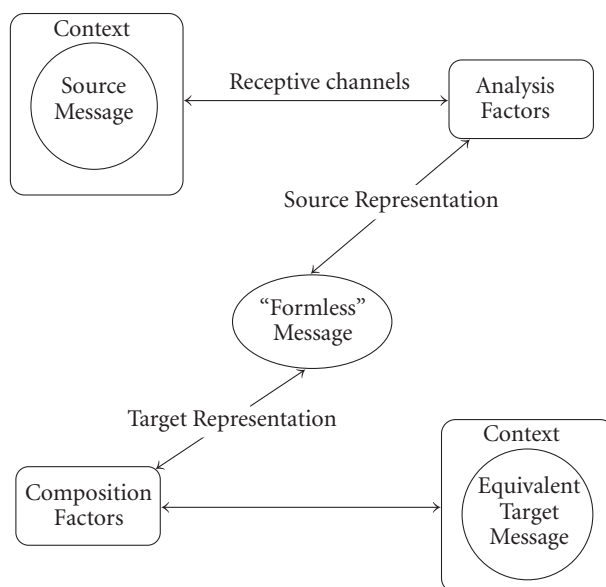 Context
Source
Message
Receptive channels
Analysis
Factors
Source Representation
“Formless”
Message
Target Representation
Composition
Factors
Context
Equivalent
Target
Message